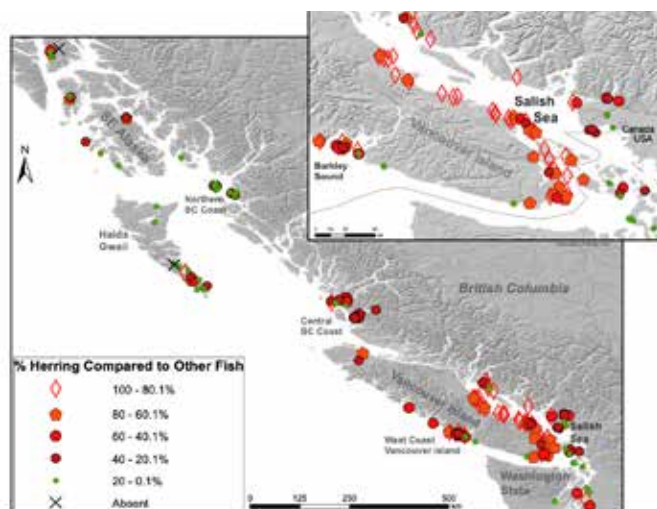 Salish
Sea
Vancouver Island
Canada
USA
Barkley
Sound
N
SE Alaska
Northern
BC Coast
Haida
Gwaii
British Columbia
Central
BC Coast
Vancouver Island
West Coast
Vancouver Island
Salish
Sea
Washington
State
% Herring Compared to Other Fish
100 - 80.1%
80 - 60.1%
60 - 40.1%
40 - 20.1%
20 - 0.1%
Absent
0 125 250 500